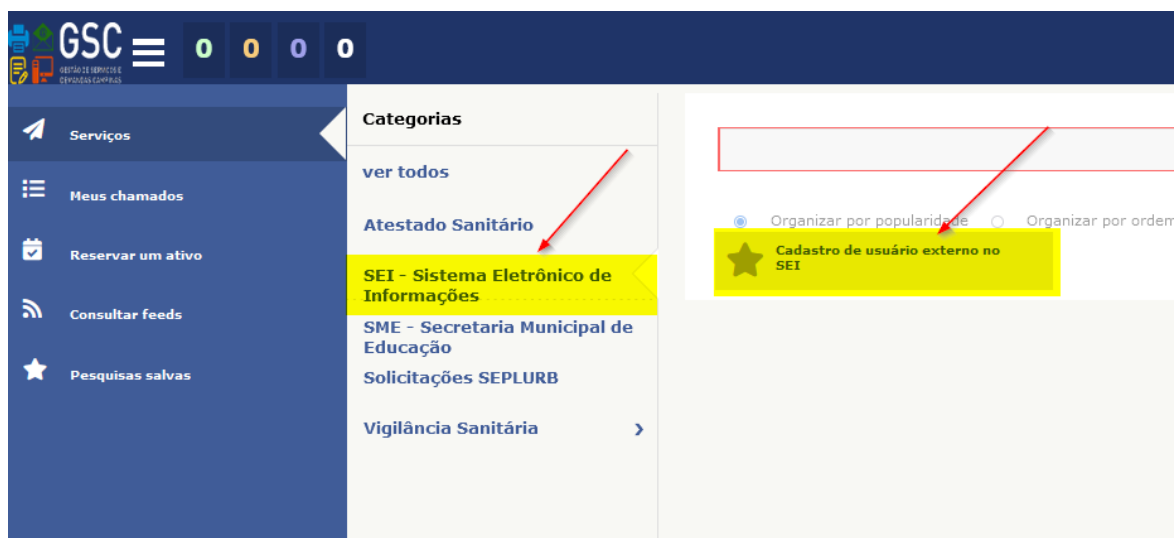 GSC
GESTÃO DE SERVIÇOS E
DEMANDAS CAMPINAS
0 0 0 0
Serviços
Meus chamados
Reservar um ativo
Consultar feeds
Pesquisas salvas
Categorias
ver todos
Atestado Sanitário
SEI - Sistema Eletrônico de
Informações
SME - Secretaria Municipal de
Educação
Solicitações SEPLURB
Vigilância Sanitária
Organizar por popularidade Organizar por ordem
Cadastro de usuário externo no
SEI